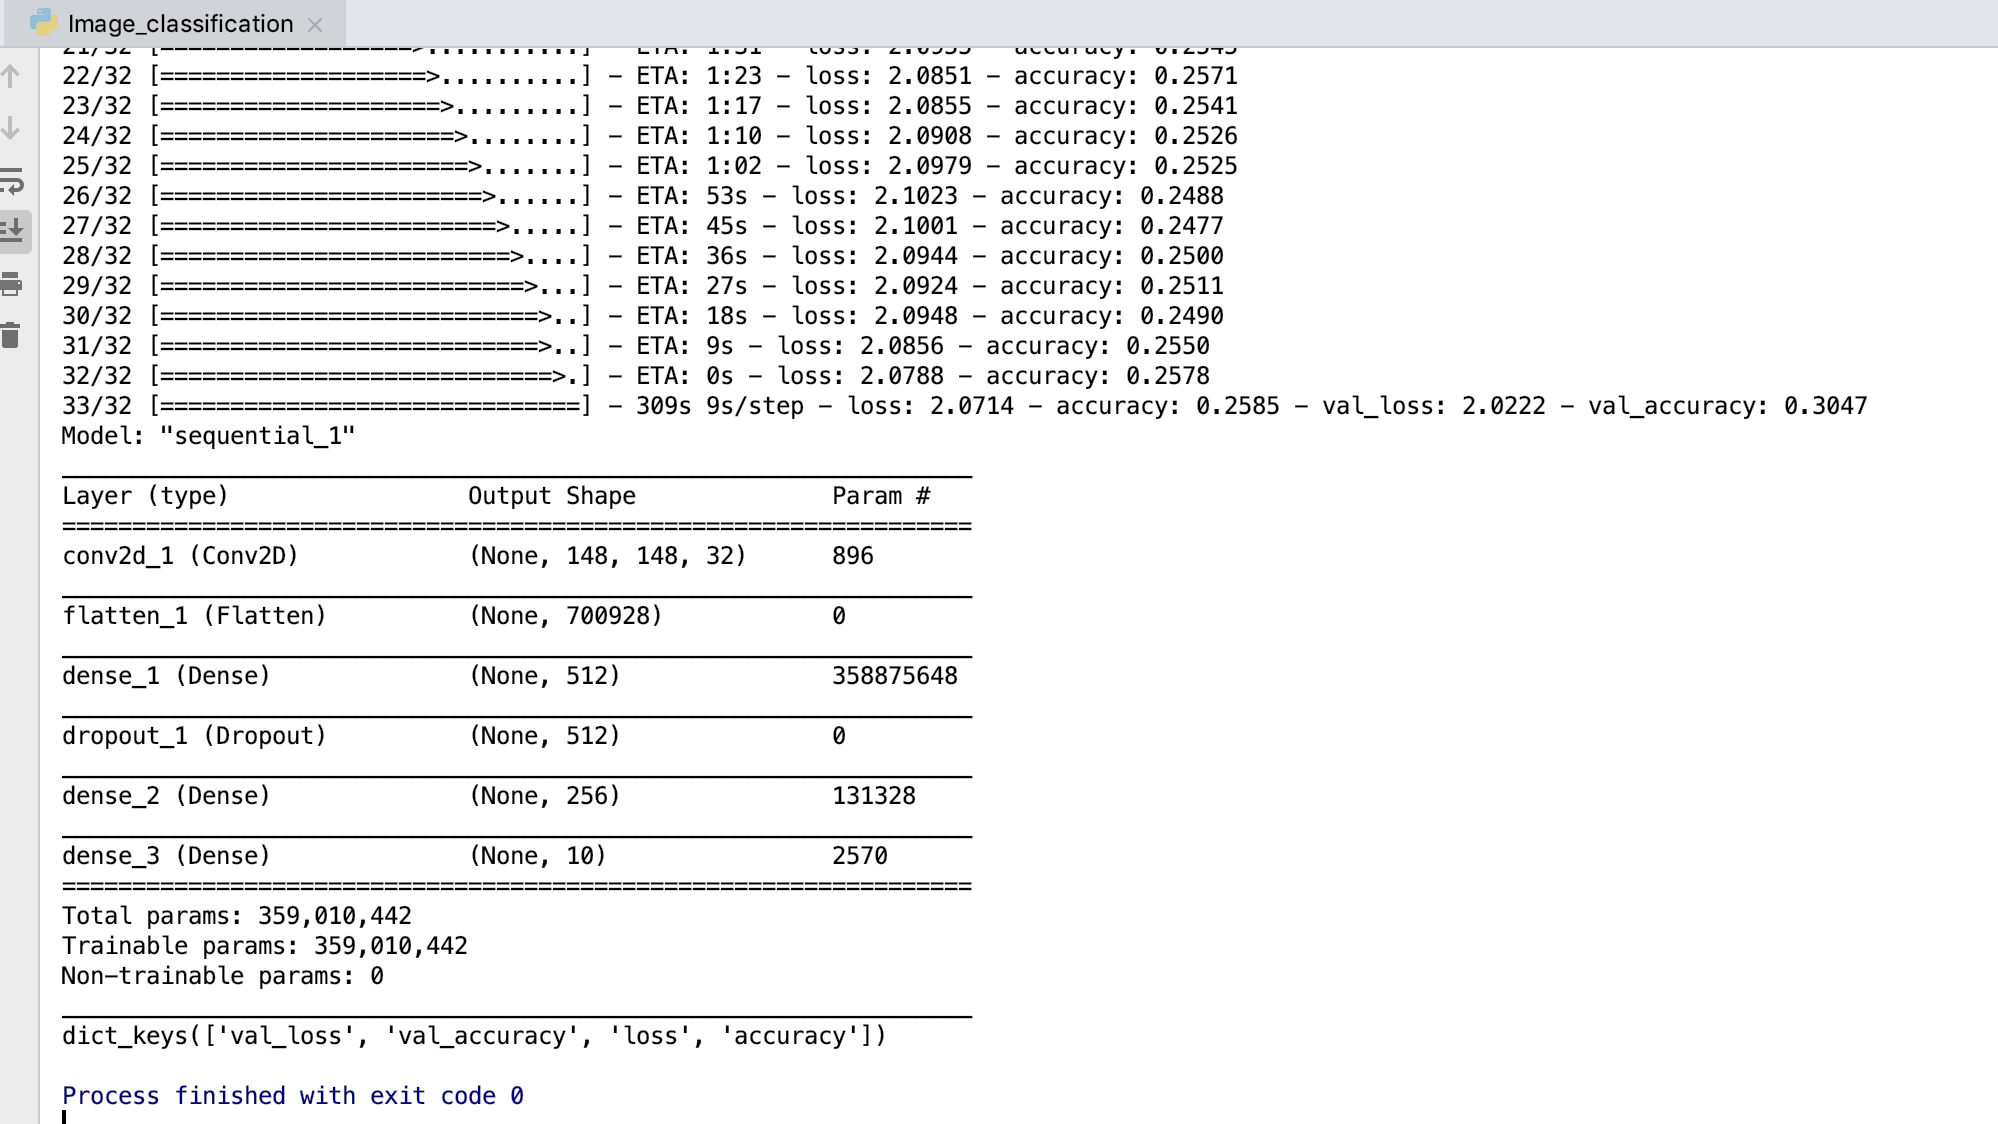 Image_classification
22/32 [===================>..........] - ETA: 1:23 - loss: 2.0851 - accuracy: 0.2571
23/32 [====================>.........] - ETA: 1:17 - loss: 2.0855 - accuracy: 0.2541
24/32 [=====================>........] - ETA: 1:10 - loss: 2.0908 - accuracy: 0.2526
25/32 [======================>.......] - ETA: 1:02 - loss: 2.0979 - accuracy: 0.2525
26/32 [=======================>......] - ETA: 53s - loss: 2.1023 - accuracy: 0.2488
27/32 [========================>.....] - ETA: 45s - loss: 2.1001 - accuracy: 0.2477
28/32 [=========================>....] - ETA: 36s - loss: 2.0944 - accuracy: 0.2500
29/32 [==========================>...] - ETA: 27s - loss: 2.0924 - accuracy: 0.2511
30/32 [===========================>..] - ETA: 18s - loss: 2.0948 - accuracy: 0.2490
31/32 [===========================>..] - ETA: 9s - loss: 2.0856 - accuracy: 0.2550
32/32 [============================>.] - ETA: 0s - loss: 2.0788 - accuracy: 0.2578
33/32 [==============================] - 309s 9s/step - loss: 2.0714 - accuracy: 0.2585 - val_loss: 2.0222 - val_accuracy: 0.3047
Model: "sequential_1"
_________________________________________________________________
Layer (type)                 Output Shape              Param #
=================================================================
conv2d_1 (Conv2D)            (None, 148, 148, 32)      896
_________________________________________________________________
flatten_1 (Flatten)          (None, 700928)            0
_________________________________________________________________
dense_1 (Dense)              (None, 512)               358875648
_________________________________________________________________
dropout_1 (Dropout)          (None, 512)               0
_________________________________________________________________
dense_2 (Dense)              (None, 256)               131328
_________________________________________________________________
dense_3 (Dense)              (None, 10)                2570
=================================================================
Total params: 359,010,442
Trainable params: 359,010,442
Non-trainable params: 0
_________________________________________________________________
dict_keys(['val_loss', 'val_accuracy', 'loss', 'accuracy'])
Process finished with exit code 0